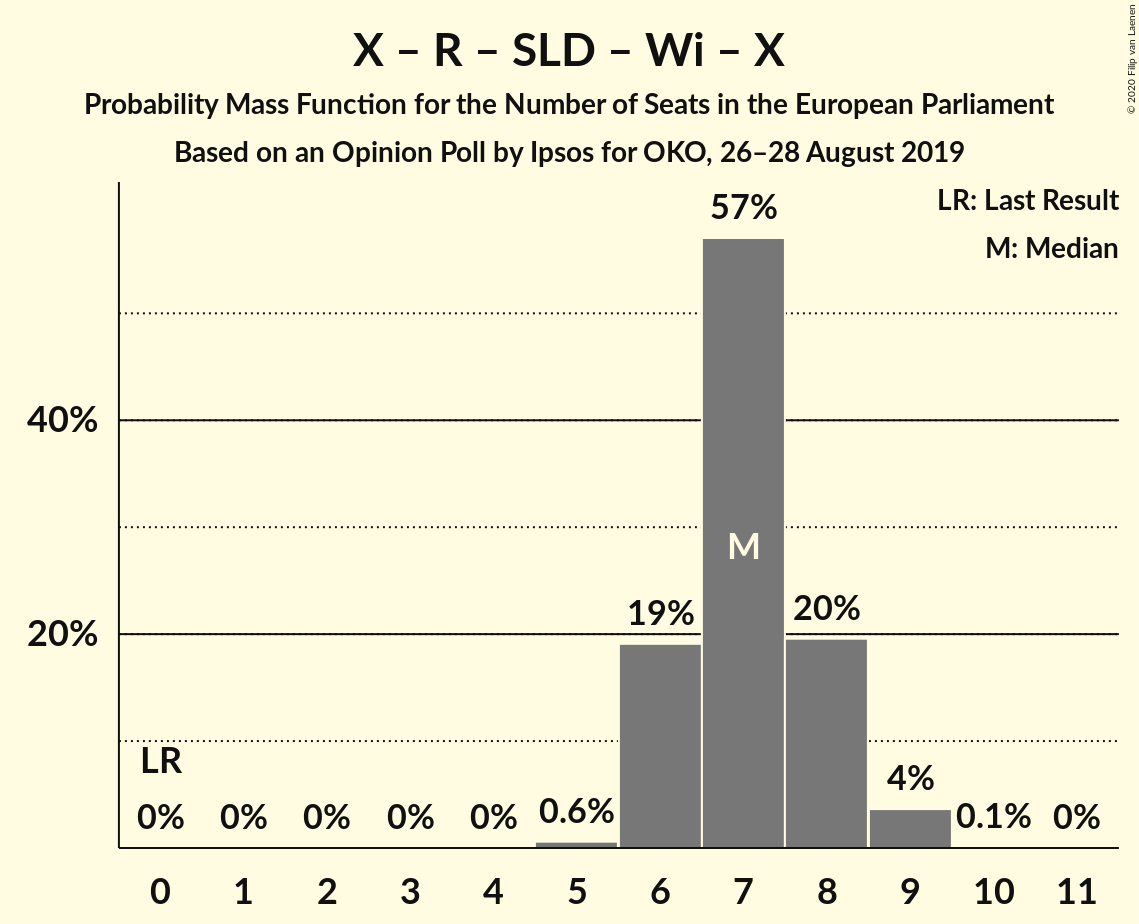 X – R – SLD – Wi – X
Probability Mass Function for the Number of Seats in the European Parliament
Based on an Opinion Poll by Ipsos for OKO, 26–28 August 2019
© 2020 Filip van Laenen
LR: Last Result
M: Median
57%
40%
M
19%
20%
20%
LR
4%
0%
0%
0%
0%
0%
0.6%
0.1%
0%
0 1 2 3 4 5 6 7 8 9 10 11